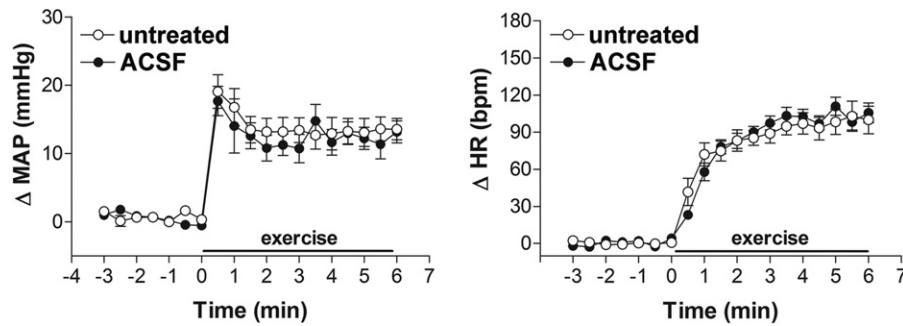 Δ MAP (mmHg)
30
20
10
0
untreated
ACSF
exercise
-4 -3 -2 -1 0 1 2 3 4 5 6 7
Time (min)
Δ HR (bpm)
180
150
120
90
60
30
0
untreated
ACSF
exercise
-4 -3 -2 -1 0 1 2 3 4 5 6 7
Time (min)